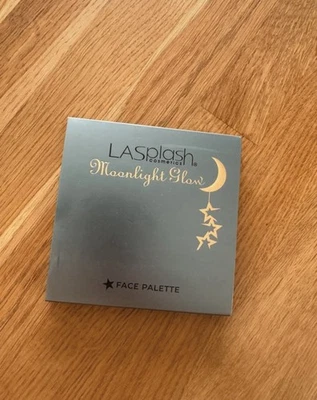 LASplash®
cosmetics
Moonlight Glow
FACE PALETTE